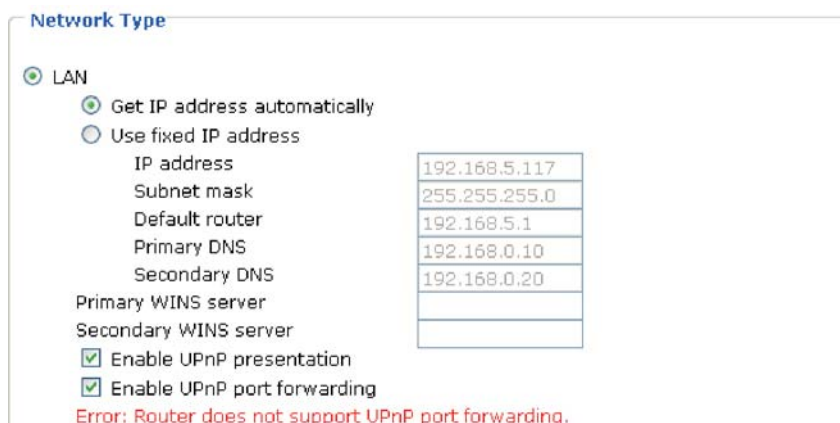 Network Type
LAN
Get IP address automatically
Use fixed IP address
IP address 192.168.5.117
Subnet mask 255.255.255.0
Default router 192.168.5.1
Primary DNS 192.168.0.10
Secondary DNS 192.168.0.20
Primary WINS server
Secondary WINS server
Enable UPnP presentation
Enable UPnP port forwarding
Error: Router does not support UPnP port forwarding.